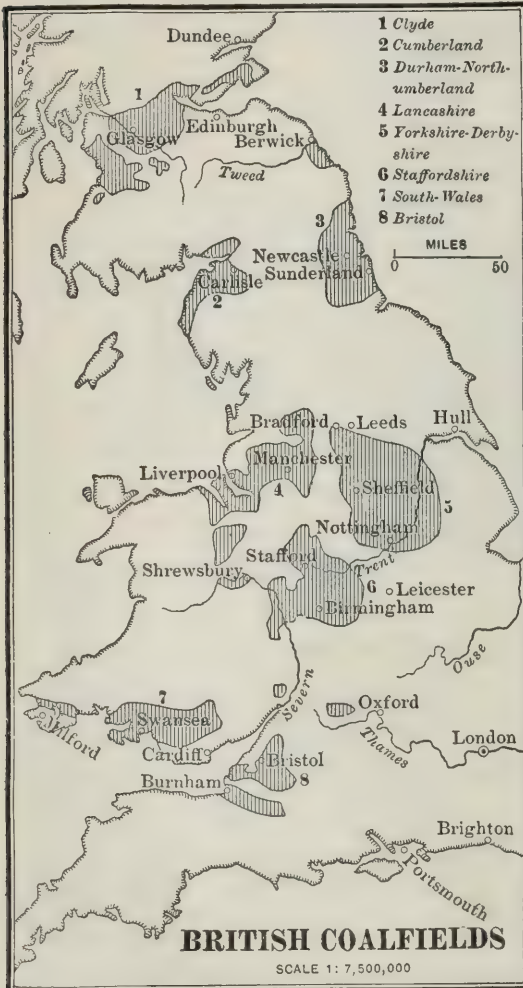 Dundee
1 Clyde
2 Cumberland
3 Durham-North-
umberland
4 Lancashire
5 Yorkshire-Derby-
shire
6 Staffordshire
7 South-Wales
8 Bristol
MILES
0 50
1
Glasgow
Edinburgh
Berwick
Tweed
3
Newcastle
Sunderland
Carlisle
2
Bradford
Leeds
Hull
Manchester
Liverpool
4
Sheffield
5
Nottingham
Stafford
Trent
Shrewsbury
6
Leicester
Birmingham
Ouse
Severn
7
Swansea
Milford
Cardiff
Oxford
Thames
London
Bristol
8
Burnham
Brighton
Portsmouth
BRITISH COALFIELDS
SCALE 1: 7,500,000